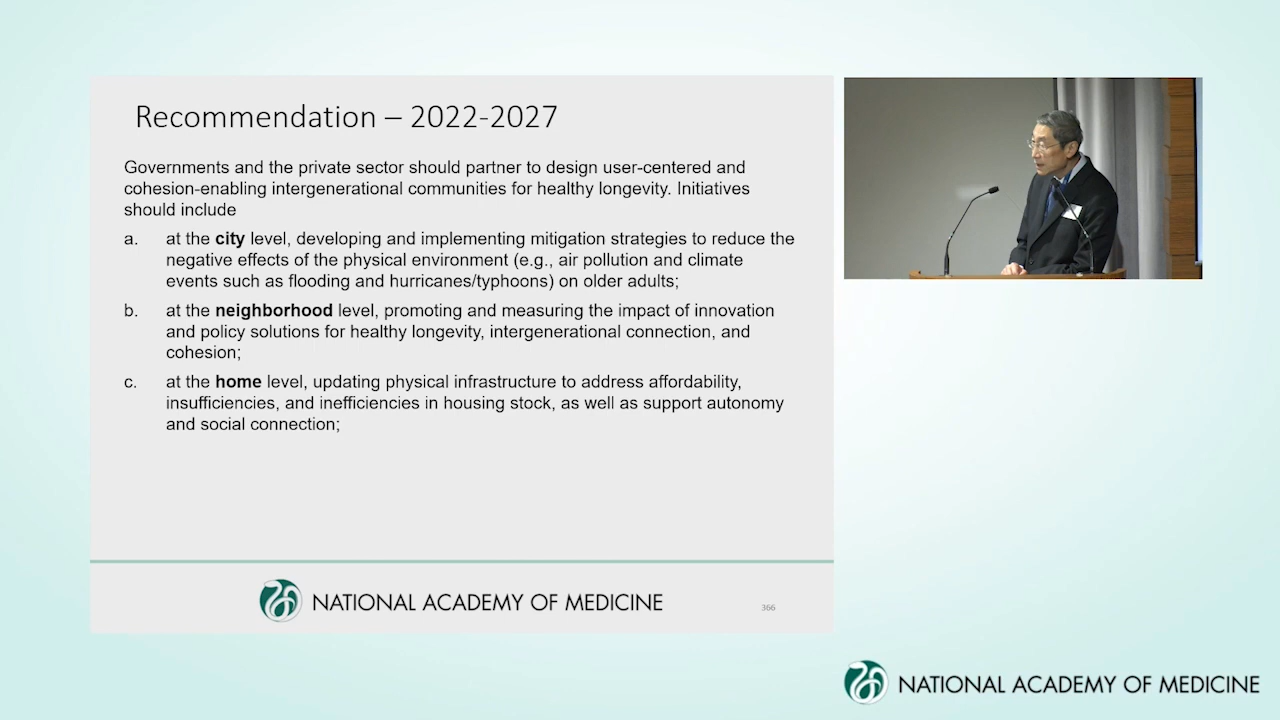 Recommendation – 2022-2027
Governments and the private sector should partner to design user-centered and
cohesion-enabling intergenerational communities for healthy longevity. Initiatives
should include
a. at the city level, developing and implementing mitigation strategies to reduce the
negative effects of the physical environment (e.g., air pollution and climate
events such as flooding and hurricanes/typhoons) on older adults;
b. at the neighborhood level, promoting and measuring the impact of innovation
and policy solutions for healthy longevity, intergenerational connection, and
cohesion;
c. at the home level, updating physical infrastructure to address affordability,
insufficiencies, and inefficiencies in housing stock, as well as support autonomy
and social connection;
NATIONAL ACADEMY OF MEDICINE
366
NATIONAL ACADEMY OF MEDICINE